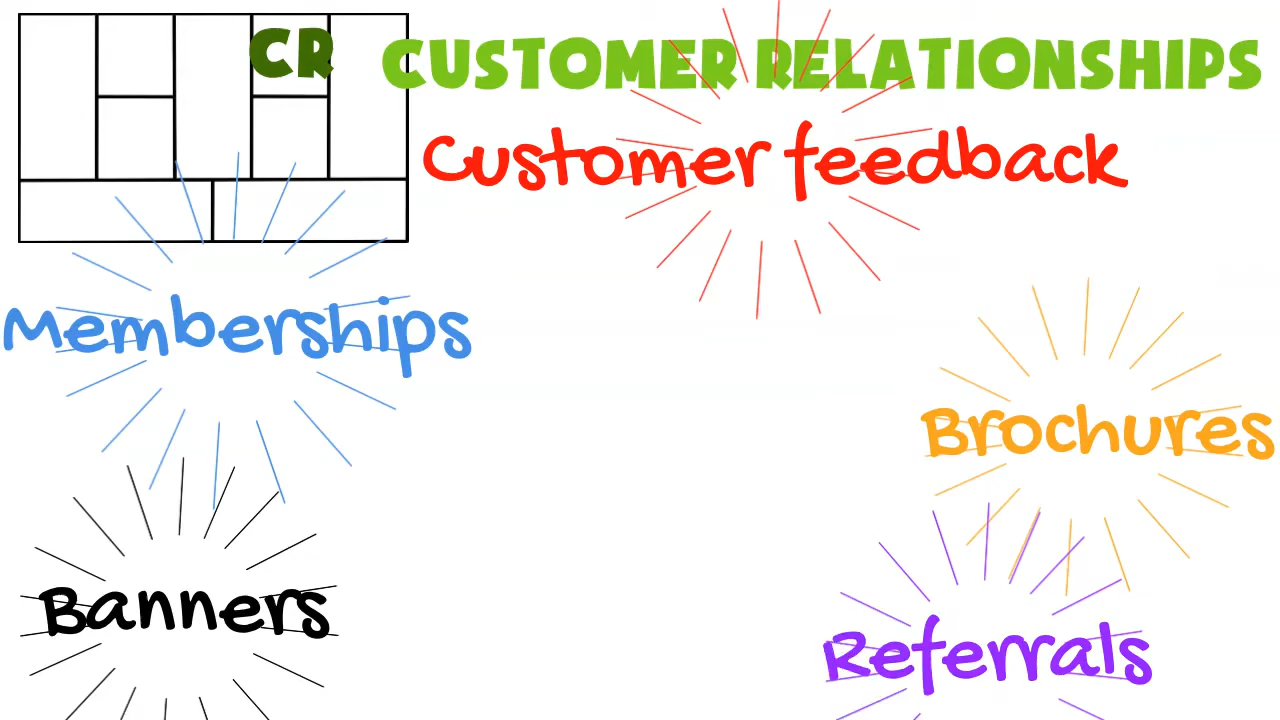 CR
CUSTOMER RELATIONSHIPS
Customer feedback
Memberships
Brochures
Banners
Referrals